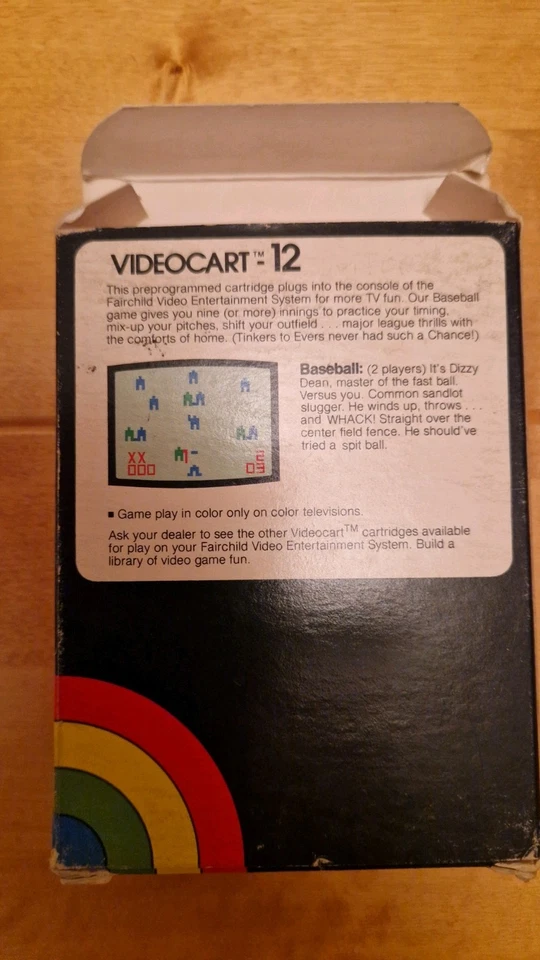 VIDEOCART™-12
This preprogrammed cartridge plugs into the console of the
Fairchild Video Entertainment System for more TV fun. Our Baseball
game gives you nine (or more) innings to practice your timing,
mix-up your pitches, shift your outfield . . . major league thrills with
the comforts of home. (Tinkers to Evers never had such a Chance!)
Baseball: (2 players) It's Dizzy
Dean, master of the fast ball.
Versus you. Common sandlot
slugger. He winds up, throws . . .
and WHACK! Straight over the
center field fence. He should've
tried a spit ball.
XX
000
2
03
■ Game play in color only on color televisions.
Ask your dealer to see the other Videocart™ cartridges available
for play on your Fairchild Video Entertainment System. Build a
library of video game fun.